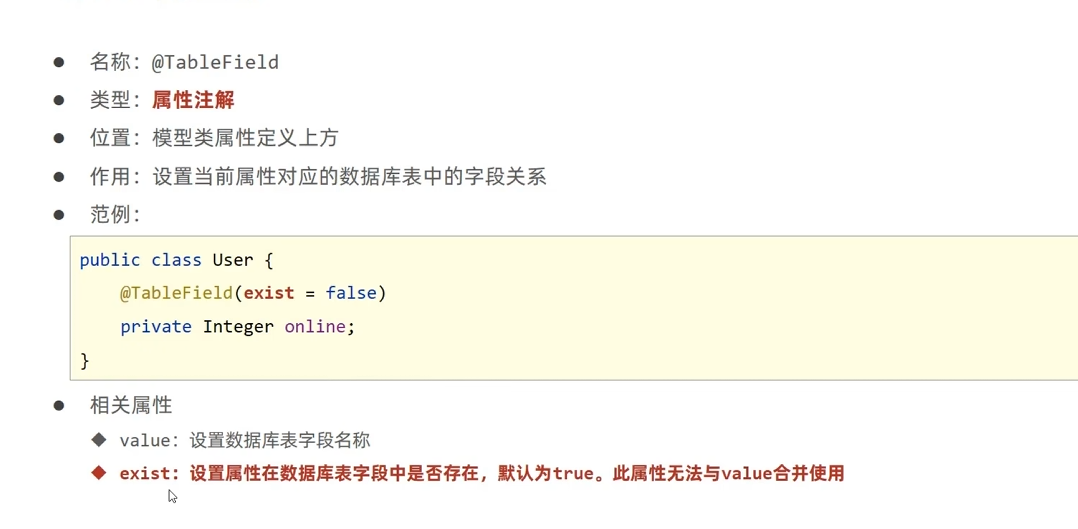 名称：@TableField
类型：属性注解
位置：模型类属性定义上方
作用：设置当前属性对应的数据库表中的字段关系
范例：
public class User {
@TableField(exist = false)
private Integer online;
}
相关属性
value：设置数据库表字段名称
exist：设置属性在数据库表字段中是否存在，默认为true。此属性无法与value合并使用